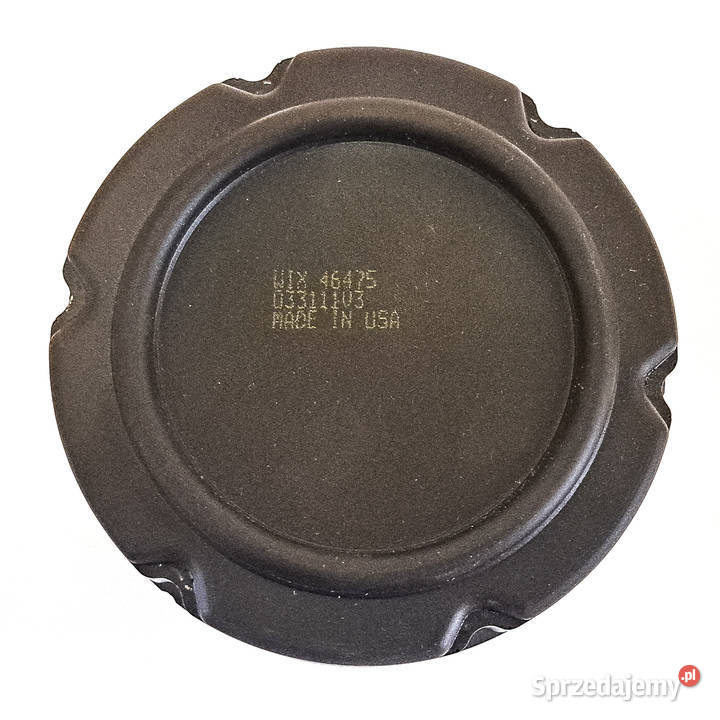 WIX 46475
03311103
MADE IN USA
Sprzedajemy.pl